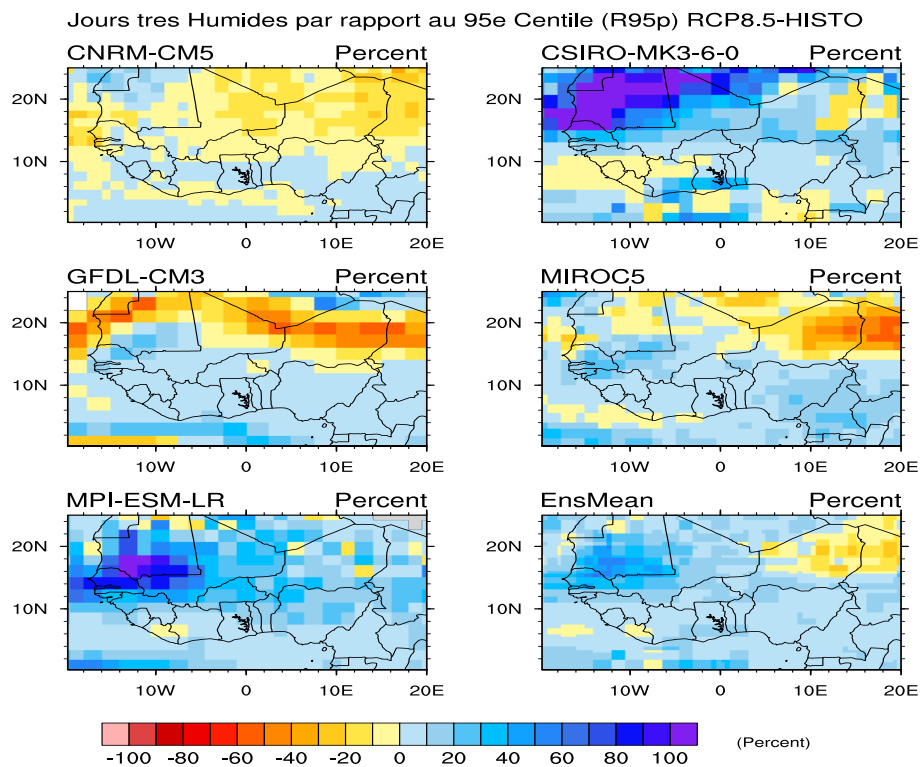 Jours tres Humides par rapport au 95e Centile (R95p) RCP8.5-HISTO
CNRM-CM5 Percent CSIRO-MK3-6-0 Percent
20N 20N
10N 10N
10W 0 10E 20E 10W 0 10E 20E
GFDL-CM3 Percent MIROC5 Percent
20N 20N
10N 10N
10W 0 10E 20E 10W 0 10E 20E
MPI-ESM-LR Percent EnsMean Percent
20N 20N
10N 10N
10W 0 10E 20E 10W 0 10E 20E
-100 -80 -60 -40 -20 0 20 40 60 80 100 (Percent)